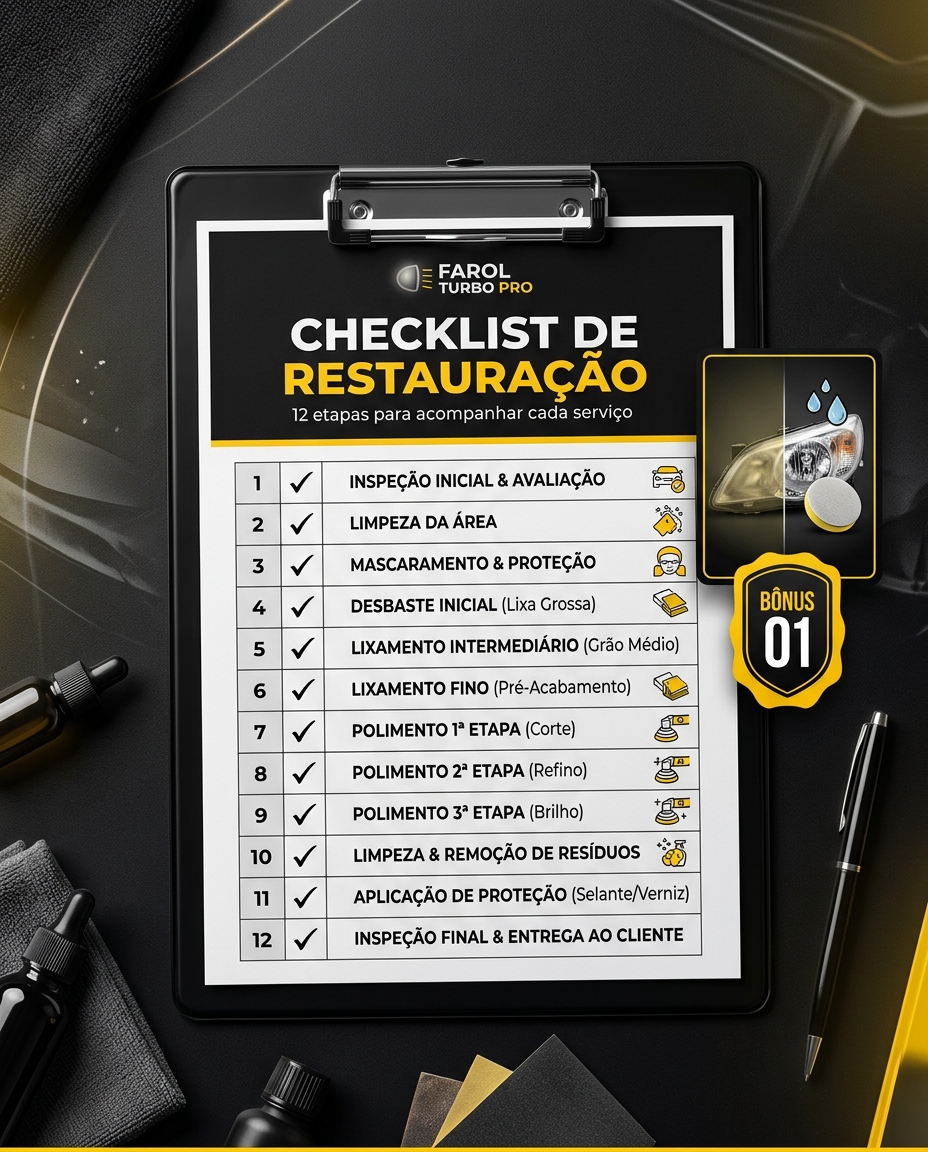 FAROL
TURBO PRO
CHECKLIST DE
RESTAURAÇÃO
12 etapas para acompanhar cada serviço
1 INSPEÇÃO INICIAL & AVALIAÇÃO
2 LIMPEZA DA ÁREA
3 MASCARAMENTO & PROTEÇÃO
4 DESBASTE INICIAL (Lixa Grossa)
5 LIXAMENTO INTERMEDIÁRIO (Grão Médio)
6 LIXAMENTO FINO (Pré-Acabamento)
7 POLIMENTO 1ª ETAPA (Corte)
8 POLIMENTO 2ª ETAPA (Refino)
9 POLIMENTO 3ª ETAPA (Brilho)
10 LIMPEZA & REMOÇÃO DE RESÍDUOS
11 APLICAÇÃO DE PROTEÇÃO (Selante/Verniz)
12 INSPEÇÃO FINAL & ENTREGA AO CLIENTE
BÔNUS
01